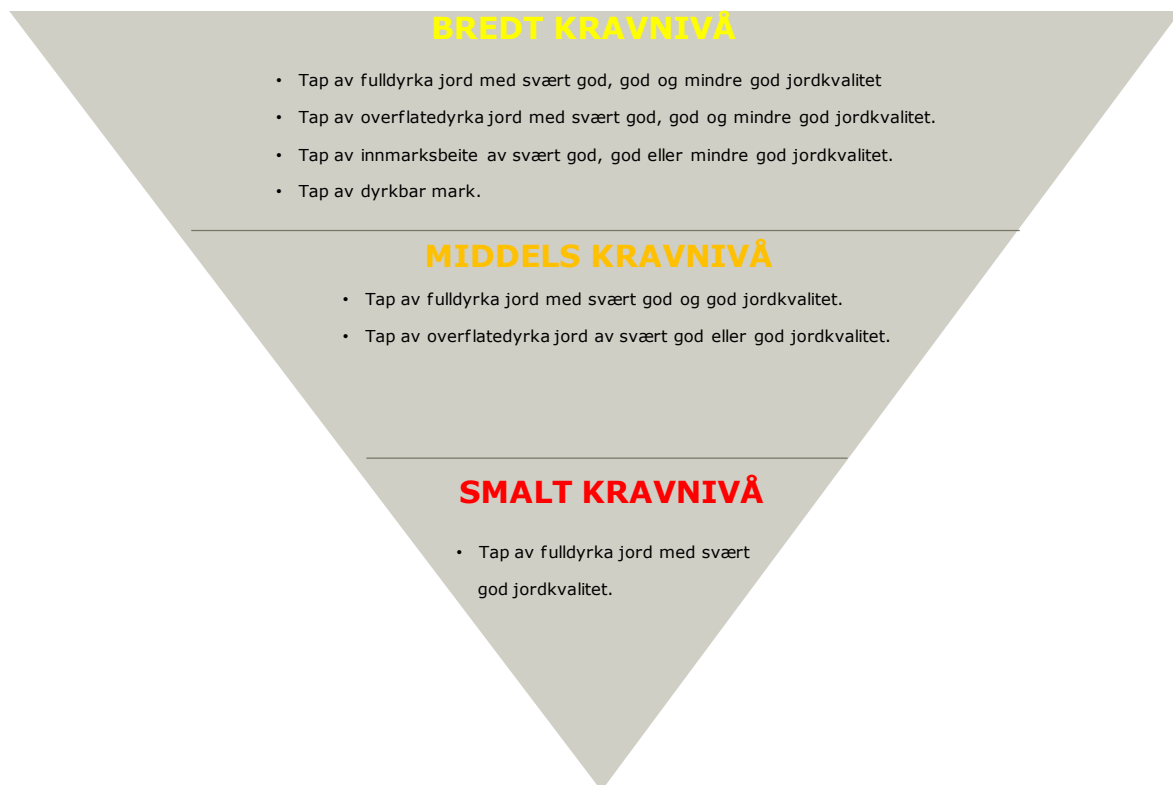 BREDT KRAVNIVÅ
• Tap av fulldyrka jord med svært god, god og mindre god jordkvalitet
• Tap av overflatedyrka jord med svært god, god og mindre god jordkvalitet.
• Tap av innmarksbeite av svært god, god eller mindre god jordkvalitet.
• Tap av dyrkbar mark.
MIDDELS KRAVNIVÅ
• Tap av fulldyrka jord med svært god og god jordkvalitet.
• Tap av overflatedyrka jord av svært god eller god jordkvalitet.
SMALT KRAVNIVÅ
• Tap av fulldyrka jord med svært
god jordkvalitet.